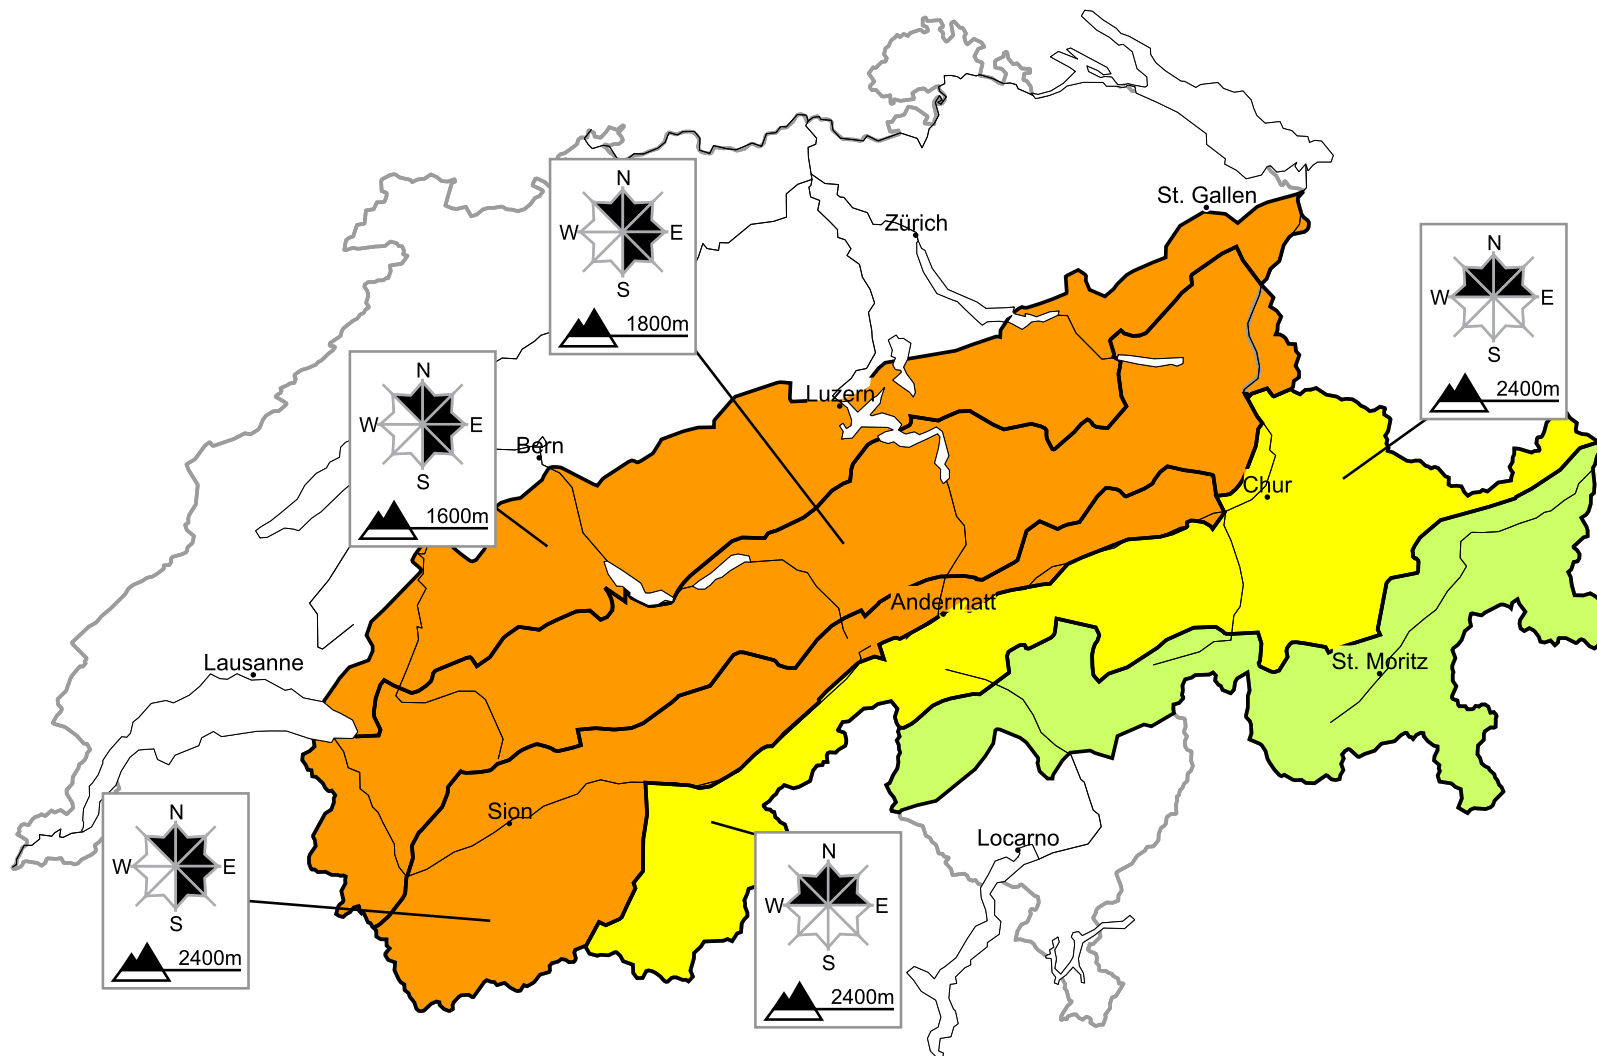 N
W E
S
1800m
St. Gallen
Zürich
N
W E
S
2400m
N
W E
S
1600m
Luzern
Bern
Chur
Andermatt
Lausanne
St. Moritz
Sion
N
W E
S
2400m
Locarno
N
W E
S
2400m